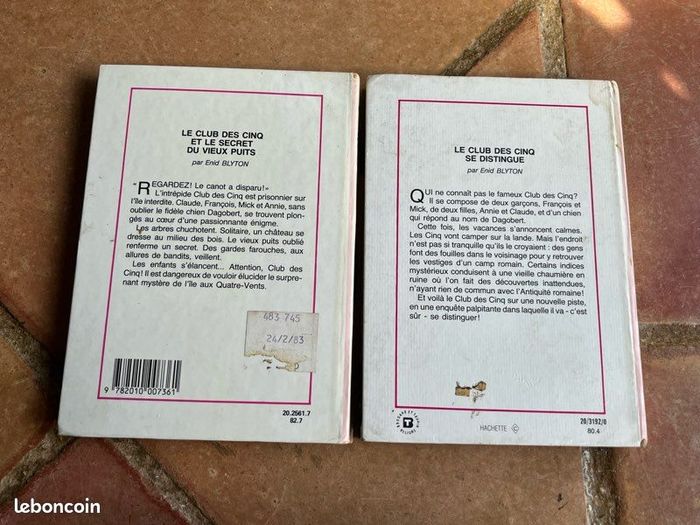 LE CLUB DES CINQ
ET LE SECRET
DU VIEUX PUITS
par Enid BLYTON
"REGARDEZ! Le canot a disparu!»
L'intrépide Club des Cinq est prisonnier sur
l'île interdite. Claude, François, Mick et Annie, sans
oublier le fidèle chien Dagobert, se trouvent plon-
gés au cœur d'une passionnante énigme.
Les arbres chuchotent. Solitaire, un château se
dresse au milieu des bois. Le vieux puits oublié
renferme un secret. Des gardes farouches, aux
allures de bandits, veillent.
Les enfants s'élancent... Attention, Club des
Cinq! Il est dangereux de vouloir élucider le surpre-
nant mystère de l'île aux Quatre-Vents.
483 745
24/2/83
9 782010 007361
20.2561.7
82.7
LE CLUB DES CINQ
SE DISTINGUE
par Enid BLYTON
QUI ne connaît pas le fameux Club des Cinq?
Il se compose de deux garçons, François et
Mick, de deux filles, Annie et Claude, et d'un chien
qui répond au nom de Dagobert.
Cette fois, les vacances s'annoncent calmes.
Les Cinq vont camper sur la lande. Mais l'endroit
n'est pas si tranquille qu'ils le croyaient: des gens
font des fouilles dans le voisinage pour y retrouver
les vestiges d'un camp romain. Certains indices
mystérieux conduisent à une vieille chaumière en
ruine où l'on fait des découvertes inattendues,
n'ayant rien de commun avec l'Antiquité romaine!
Et voilà le Club des Cinq sur une nouvelle piste,
en une enquête palpitante dans laquelle il va - c'est
sûr - se distinguer!
HACHETTE ©
20/3192/0
80.4
leboncoin